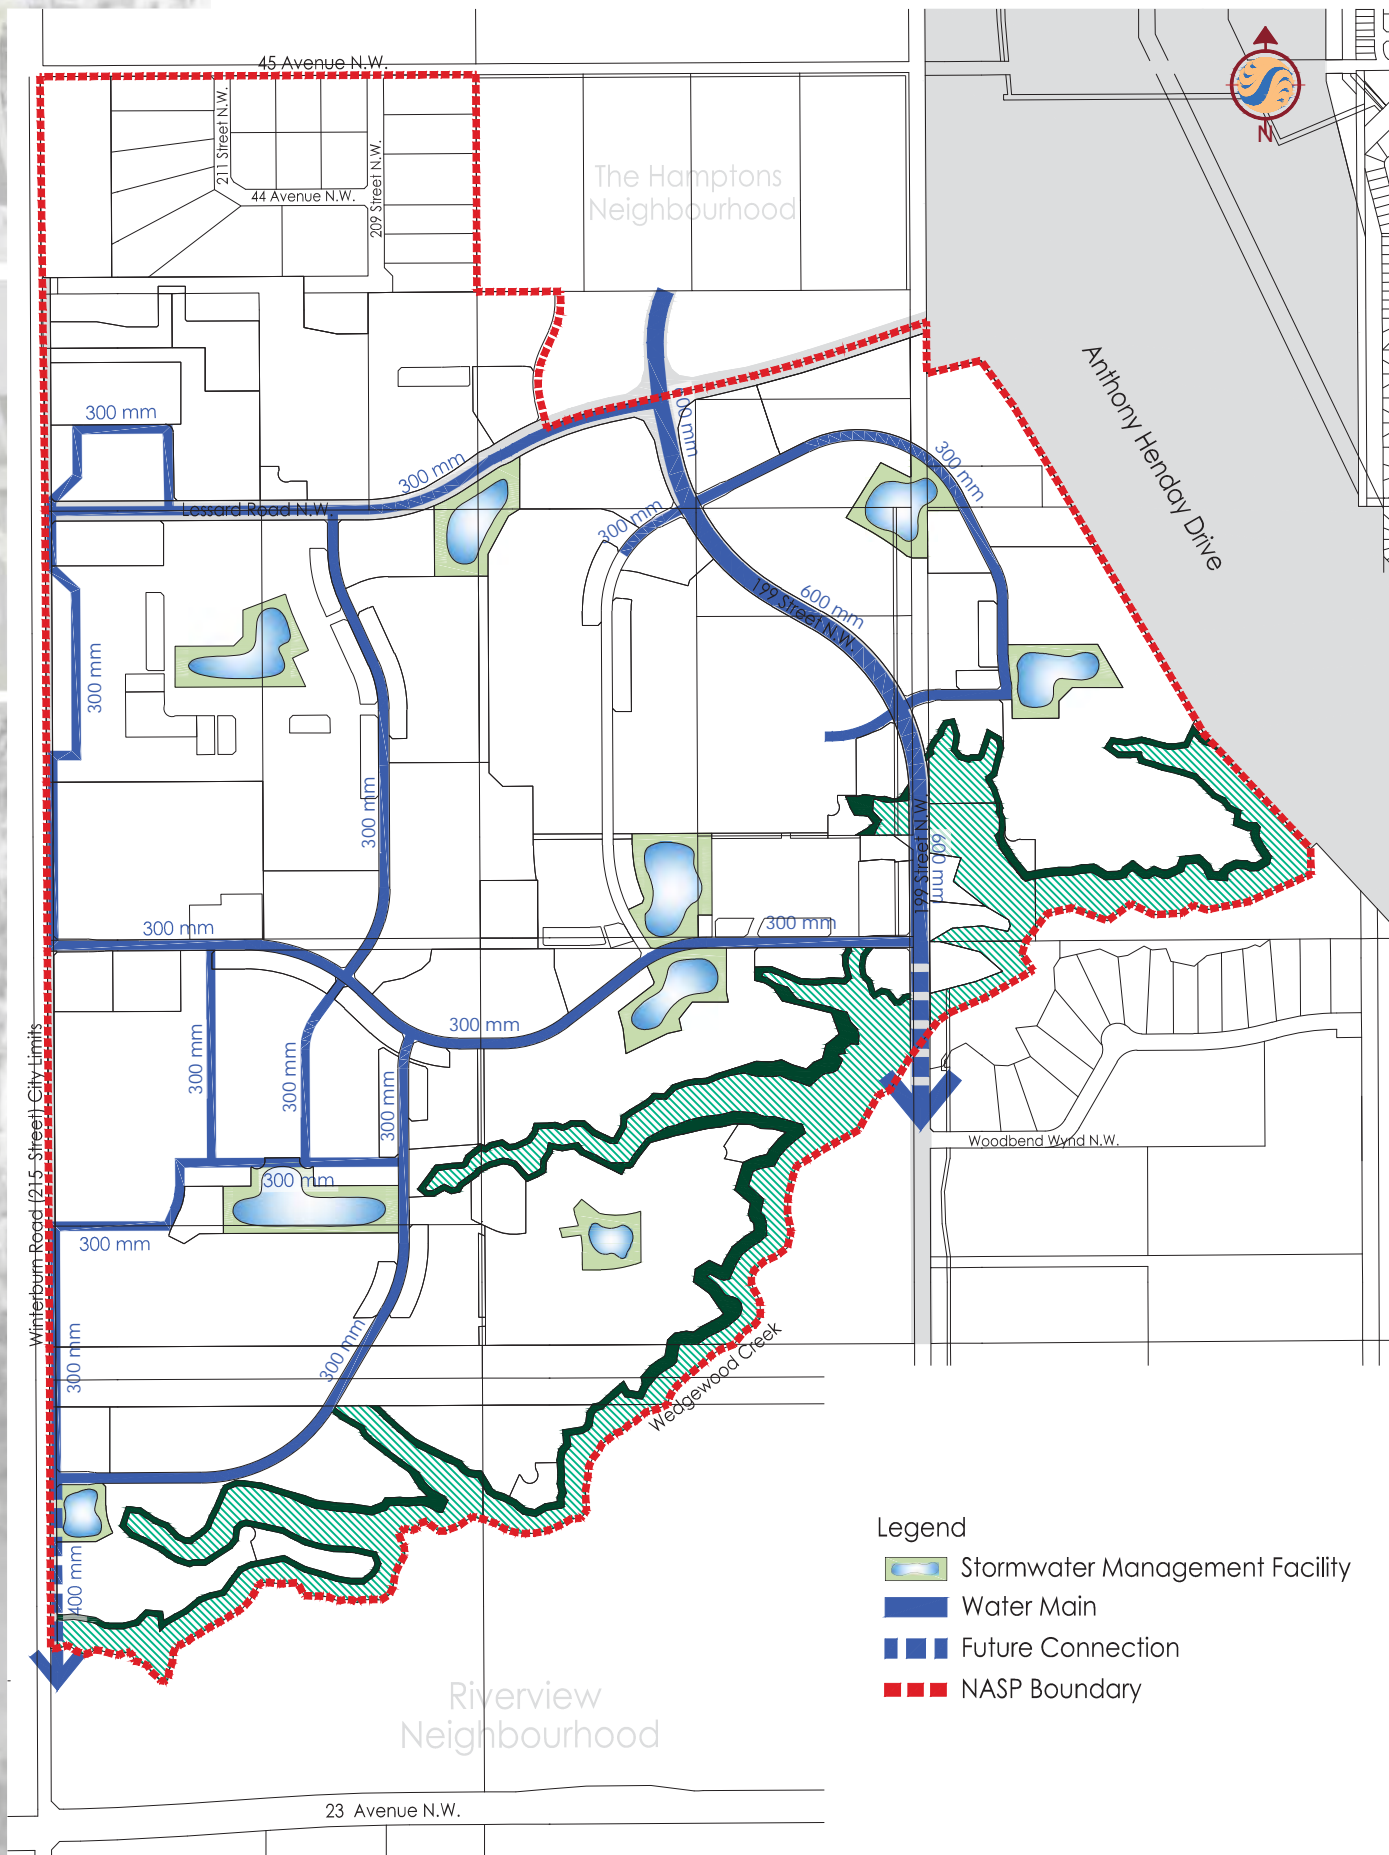 45 Avenue N.W.
N
211 Street N.W.
44 Avenue N.W.
209 Street N.W.
The Hamptons
Neighbourhood
Anthony Henday Drive
300 mm
300 mm
300 mm
300 mm
Lessard Road N.W.
300 mm
199 Street N.W.
600 mm
300 mm
300 mm
199 Street N.W.
600 mm
300 mm
300 mm
300 mm
300 mm
300 mm
300 mm
Winterburn Road (215 Street) City Limits
Woodbend Wynd N.W.
300 mm
300 mm
300 mm
300 mm
Wedgewood Creek
400 mm
Legend
Stormwater Management Facility
Water Main
Future Connection
NASP Boundary
Riverview
Neighbourhood
23 Avenue N.W.